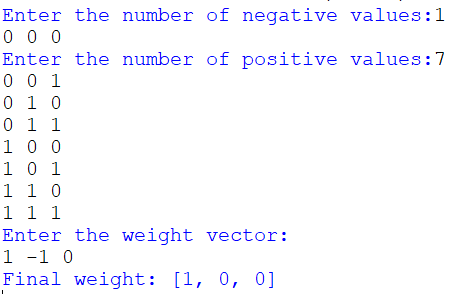 Enter the number of negative values:1
0 0 0
Enter the number of positive values:7
0 0 1
0 1 0
0 1 1
1 0 0
1 0 1
1 1 0
1 1 1
Enter the weight vector:
1 -1 0
Final weight: [1, 0, 0]